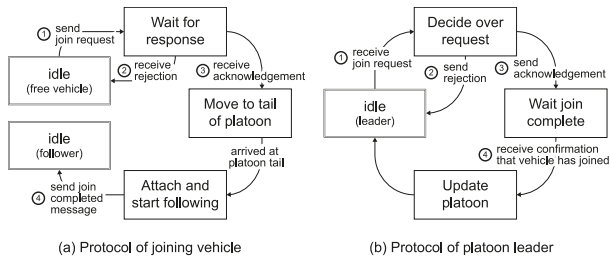 ① send
join request
Wait for
response
② receive
rejection
③ receive
acknowledgement
idle
(free vehicle)
Move to tail
of platoon
idle
(follower)
arrived at
platoon tail
④ send join
completed
message
Attach and
start following
(a) Protocol of joining vehicle
① receive
join request
Decide over
request
② send
rejection
③ send
acknowledgement
idle
(leader)
Wait join
complete
④ receive confirmation
that vehicle has joined
Update
platoon
(b) Protocol of platoon leader